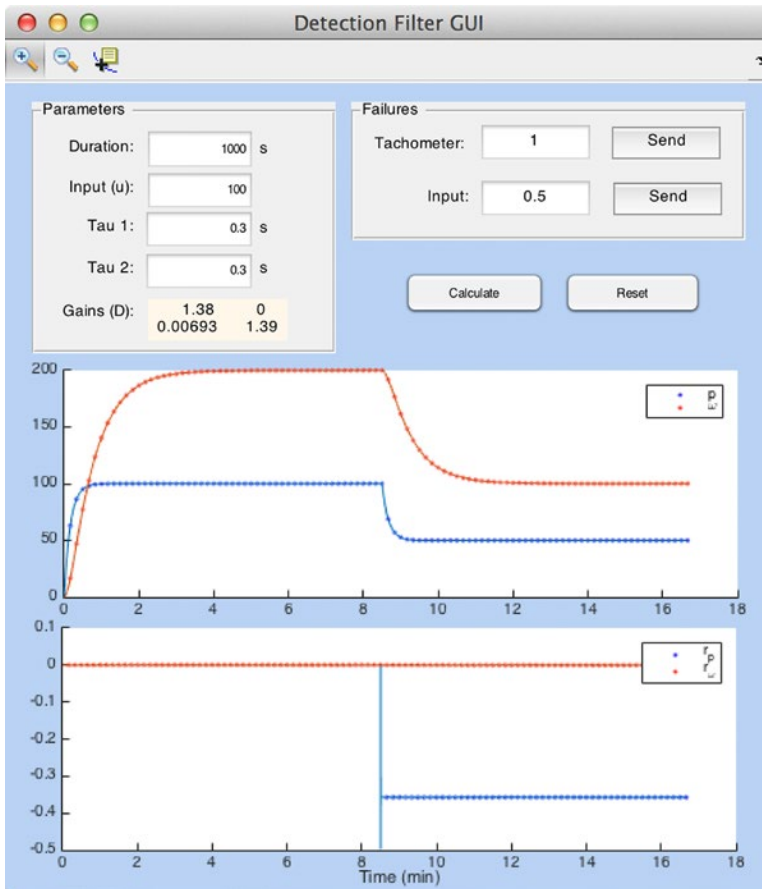 Detection Filter GUI
Parameters
Duration: 1000 s
Input (u): 100
Tau 1: 0.3 s
Tau 2: 0.3 s
Gains (D): 1.38 0
0.00693 1.39
Failures
Tachometer: 1 Send
Input: 0.5 Send
Calculate Reset
200
150
100
50
0
p
ω
0 2 4 6 8 10 12 14 16 18
0.1
0
-0.1
-0.2
-0.3
-0.4
-0.5
r_p
r_ω
0 2 4 6 8 10 12 14 16 18
Time (min)